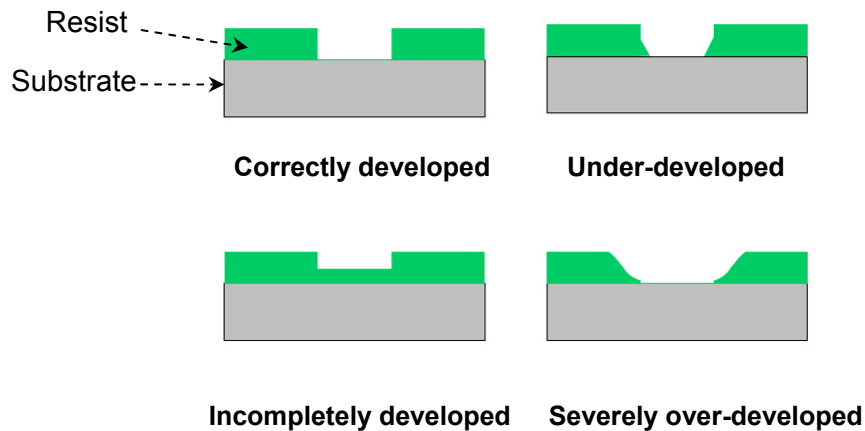 Resist
Substrate
Correctly developed
Under-developed
Incompletely developed
Severely over-developed